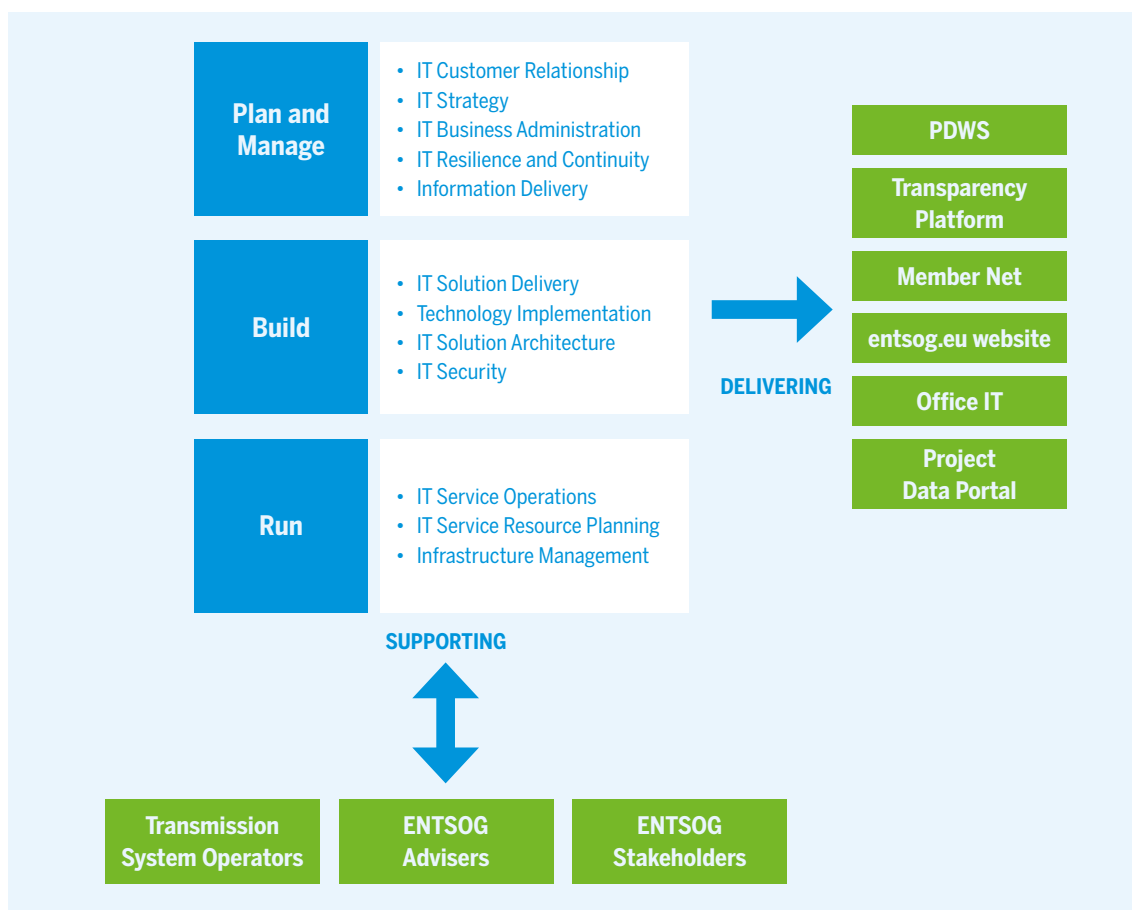 Plan and
Manage
• IT Customer Relationship
• IT Strategy
• IT Business Administration
• IT Resilience and Continuity
• Information Delivery
Build
• IT Solution Delivery
• Technology Implementation
• IT Solution Architecture
• IT Security
Run
• IT Service Operations
• IT Service Resource Planning
• Infrastructure Management
DELIVERING
PDWS
Transparency
Platform
Member Net
entsog.eu website
Office IT
Project
Data Portal
SUPPORTING
Transmission
System Operators
ENTSOG
Advisers
ENTSOG
Stakeholders